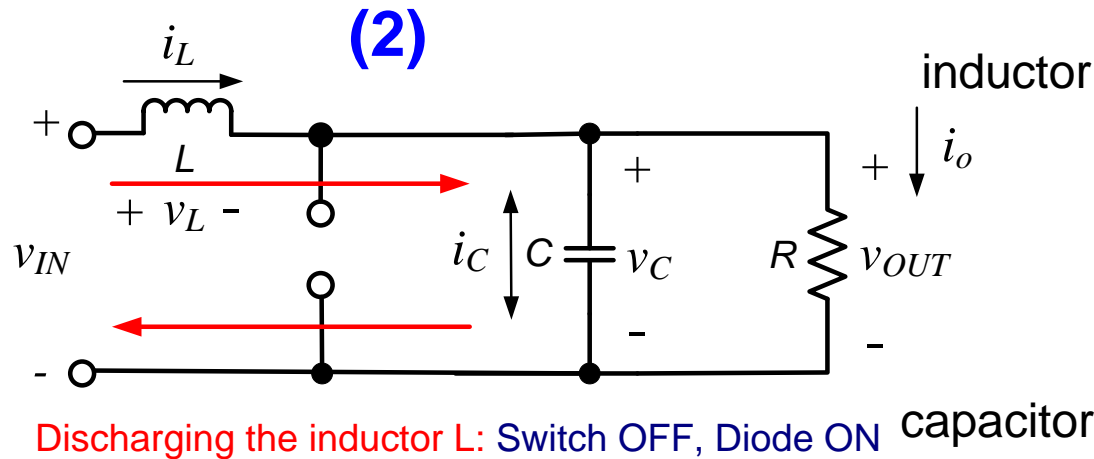 (2)
i_L
inductor
+
L
+ v_L -
v_IN
i_C
C
+
v_C
-
R
+
i_o
v_OUT
-
-
capacitor
Discharging the inductor L: Switch OFF, Diode ON